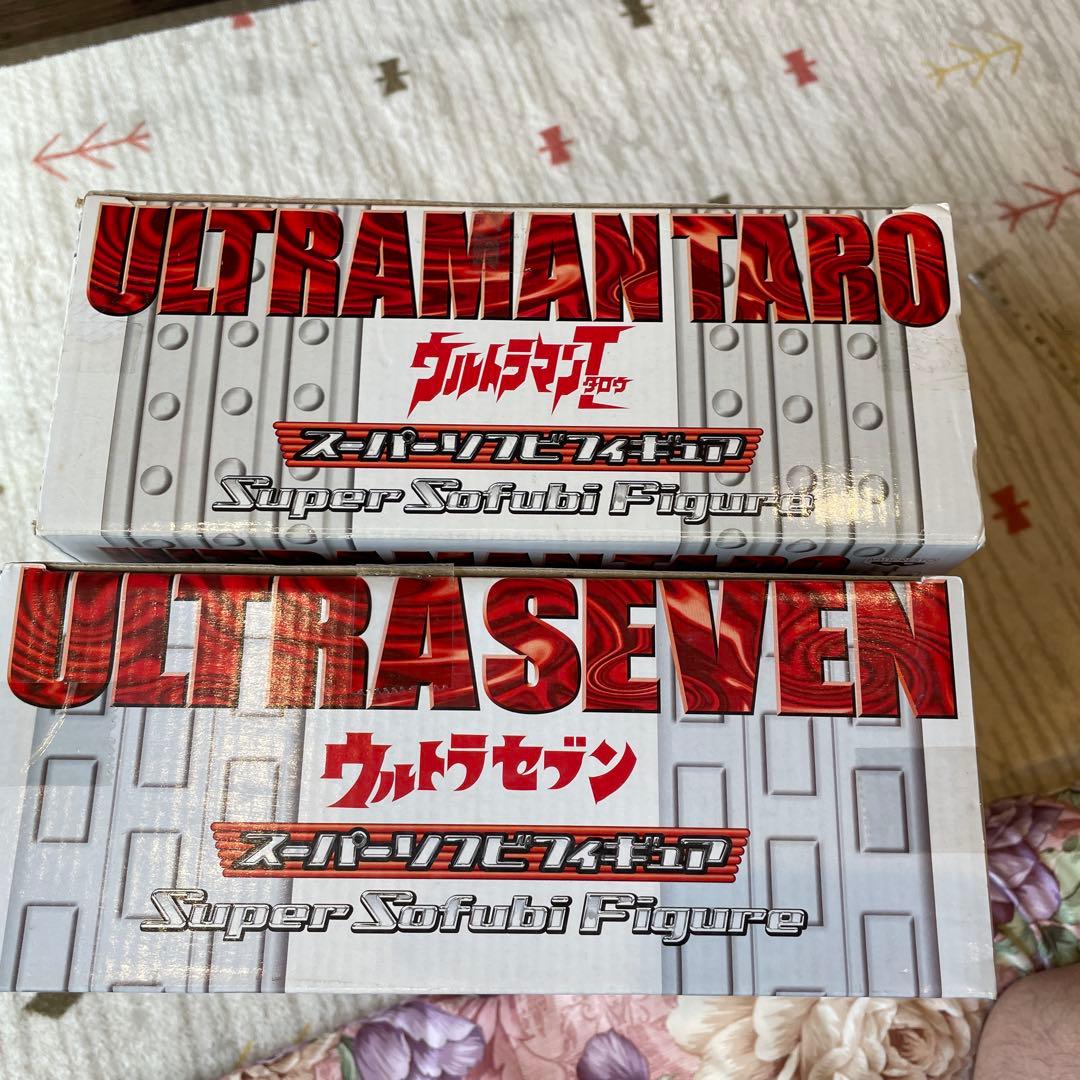 ULTRAMAN TARO
ウルトラマンT
タロウ
スーパーソフビフィギュア
Super Sofubi Figure
ULTRAMAN TARO
ULTRASEVEN
ウルトラセブン
スーパーソフビフィギュア
Super Sofubi Figure